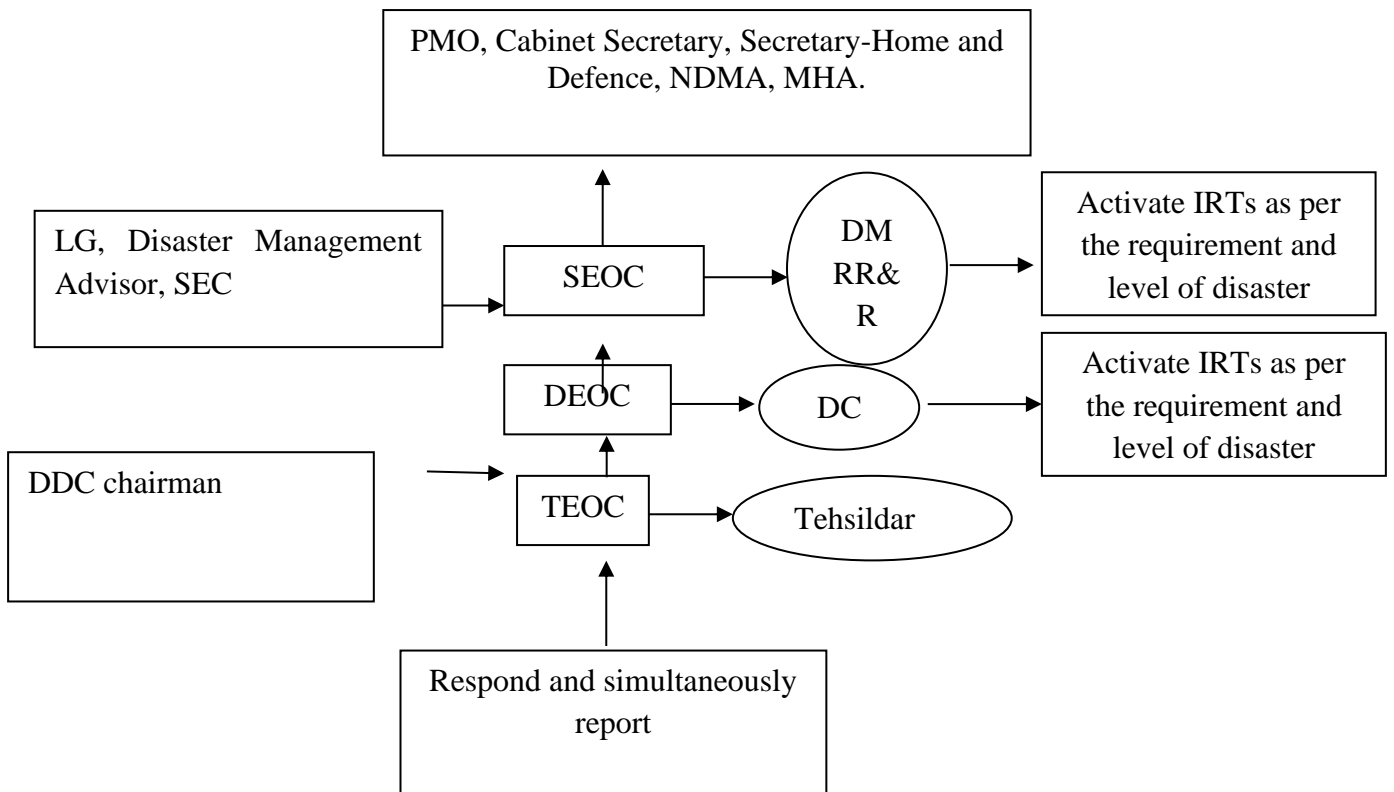 PMO, Cabinet Secretary, Secretary-Home and
Defence, NDMA, MHA.
LG, Disaster Management
Advisor, SEC
SEOC
DM
RR&
R
Activate IRTs as per
the requirement and
level of disaster
DEOC
DC
Activate IRTs as per
the requirement and
level of disaster
DDC chairman
TEOC
Tehsildar
Respond and simultaneously
report